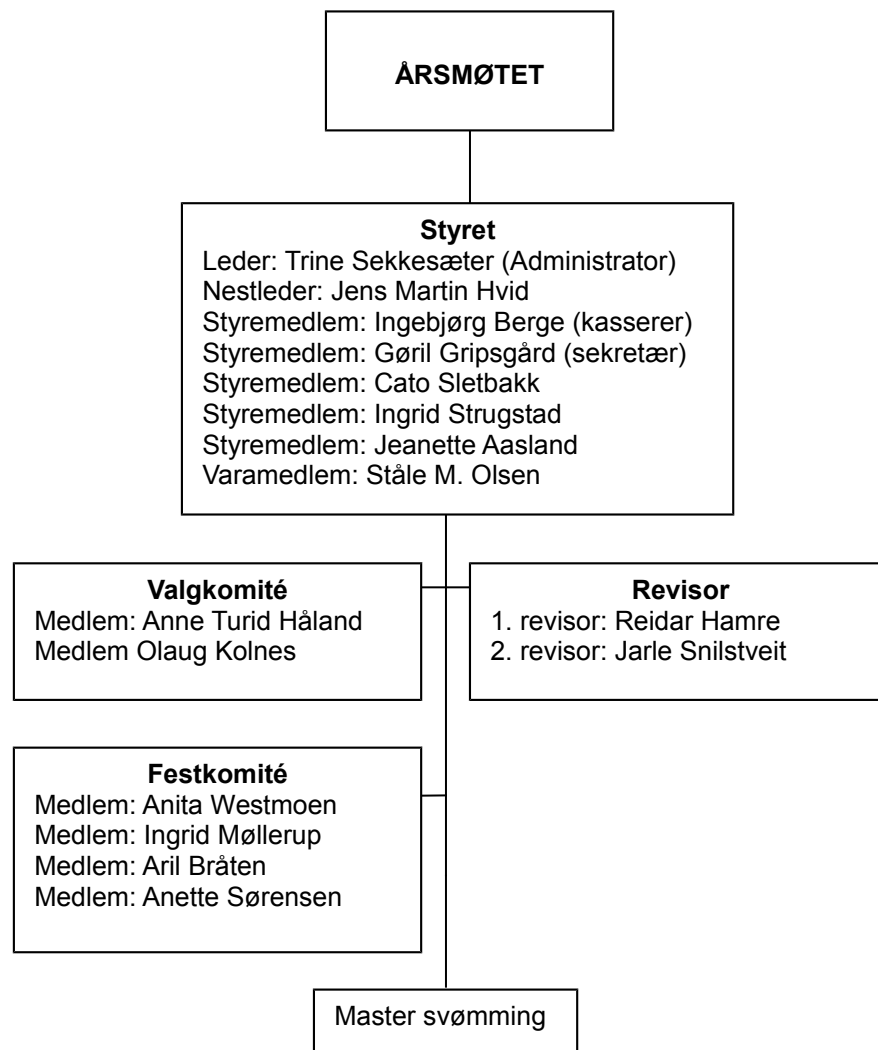 ÅRSMØTET
Styret
Leder: Trine Sekkesæter (Administrator)
Nestleder: Jens Martin Hvid
Styremedlem: Ingebjørg Berge (kasserer)
Styremedlem: Gøril Gripsgård (sekretær)
Styremedlem: Cato Sletbakk
Styremedlem: Ingrid Strugstad
Styremedlem: Jeanette Aasland
Varamedlem: Ståle M. Olsen
Valgkomité
Medlem: Anne Turid Håland
Medlem Olaug Kolnes
Revisor
1. revisor: Reidar Hamre
2. revisor: Jarle Snilstveit
Festkomité
Medlem: Anita Westmoen
Medlem: Ingrid Møllerup
Medlem: Aril Bråten
Medlem: Anette Sørensen
Master svømming